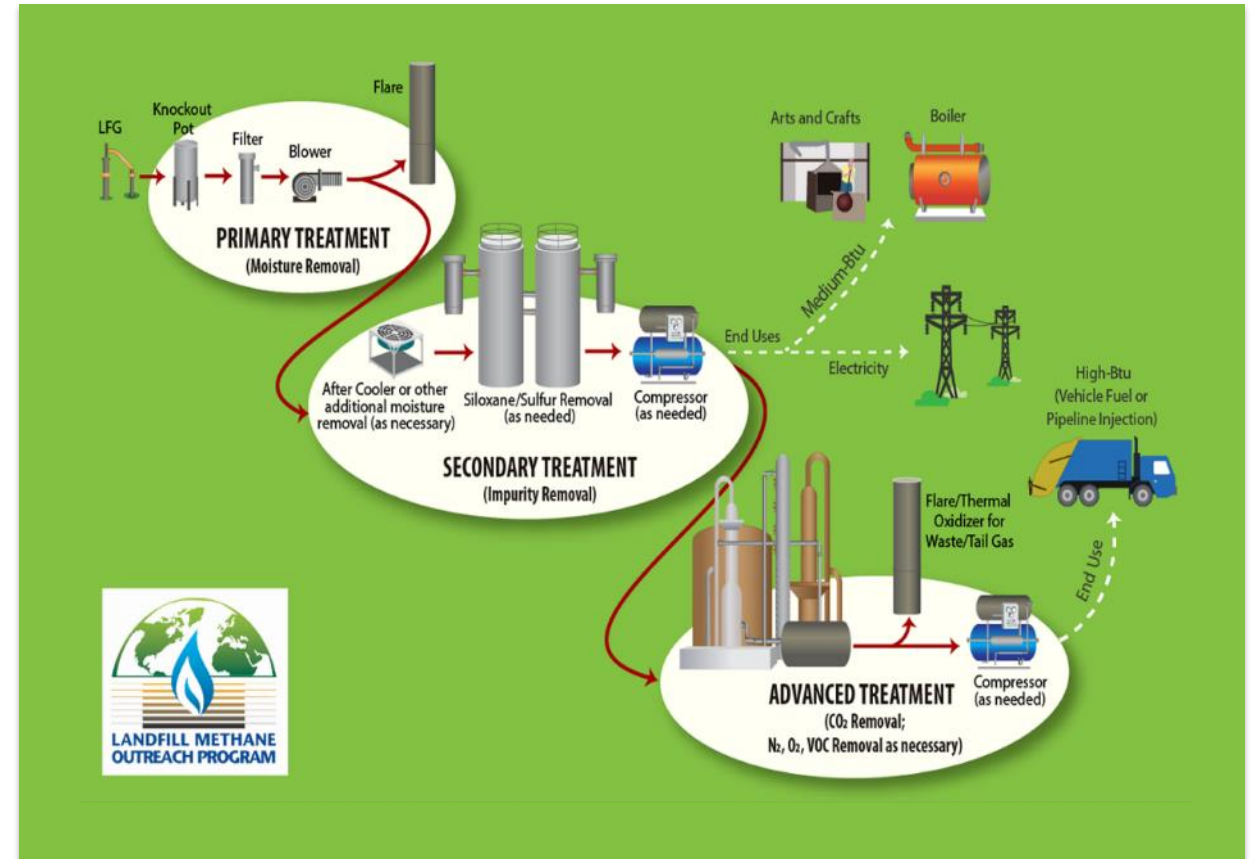 LFG
Knockout
Pot
Filter
Blower
Flare
PRIMARY TREATMENT
(Moisture Removal)
After Cooler or other
additional moisture
removal (as necessary)
Siloxane/Sulfur Removal
(as needed)
Compressor
(as needed)
SECONDARY TREATMENT
(Impurity Removal)
End Uses
Medium-Btu
Arts and Crafts
Boiler
Electricity
High-Btu
(Vehicle Fuel or
Pipeline Injection)
Flare/Thermal
Oxidizer for
Waste/Tail Gas
End Use
Compressor
(as needed)
ADVANCED TREATMENT
(CO₂ Removal;
N₂, O₂, VOC Removal as necessary)
LANDFILL METHANE
OUTREACH PROGRAM